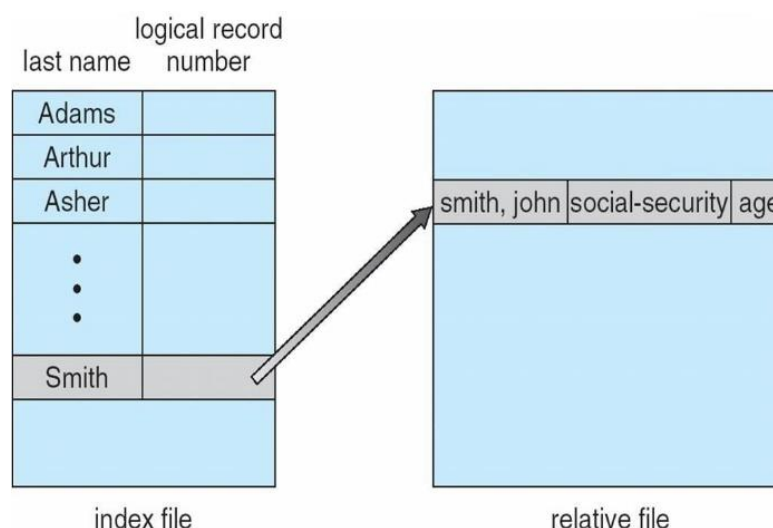 logical record
last name number
Adams
Arthur
Asher
Smith
smith, john social-security age
index file relative file